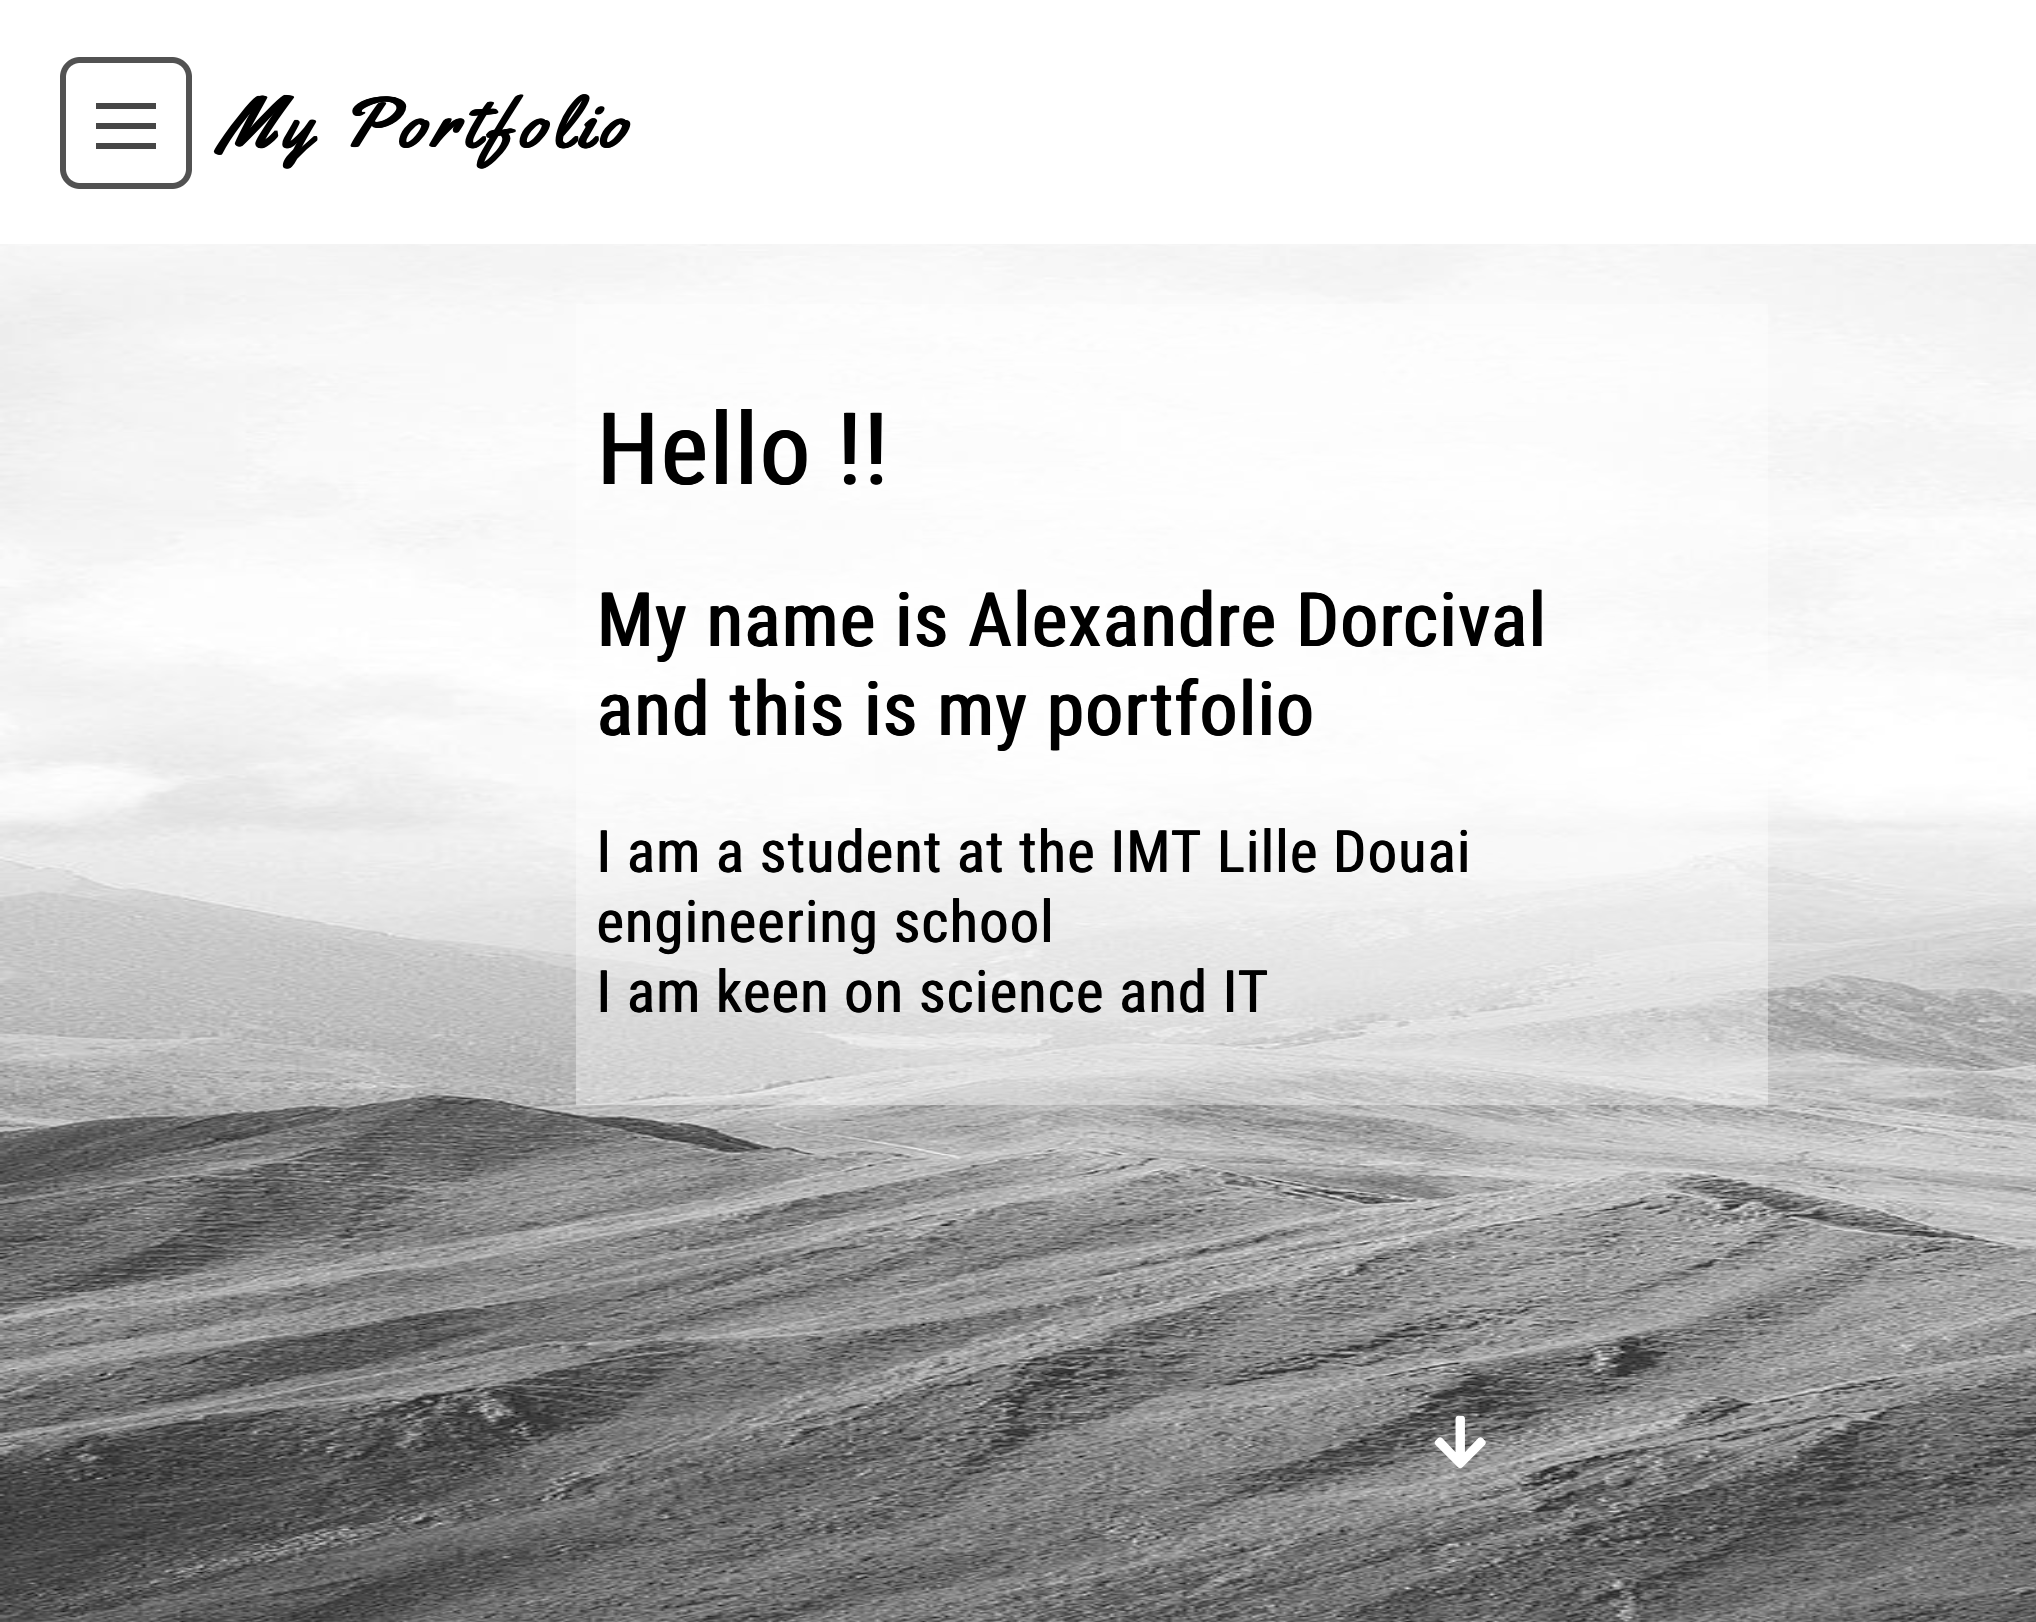 My Portfolio
Hello !!
My name is Alexandre Dorcival
and this is my portfolio
I am a student at the IMT Lille Douai
engineering school
I am keen on science and IT